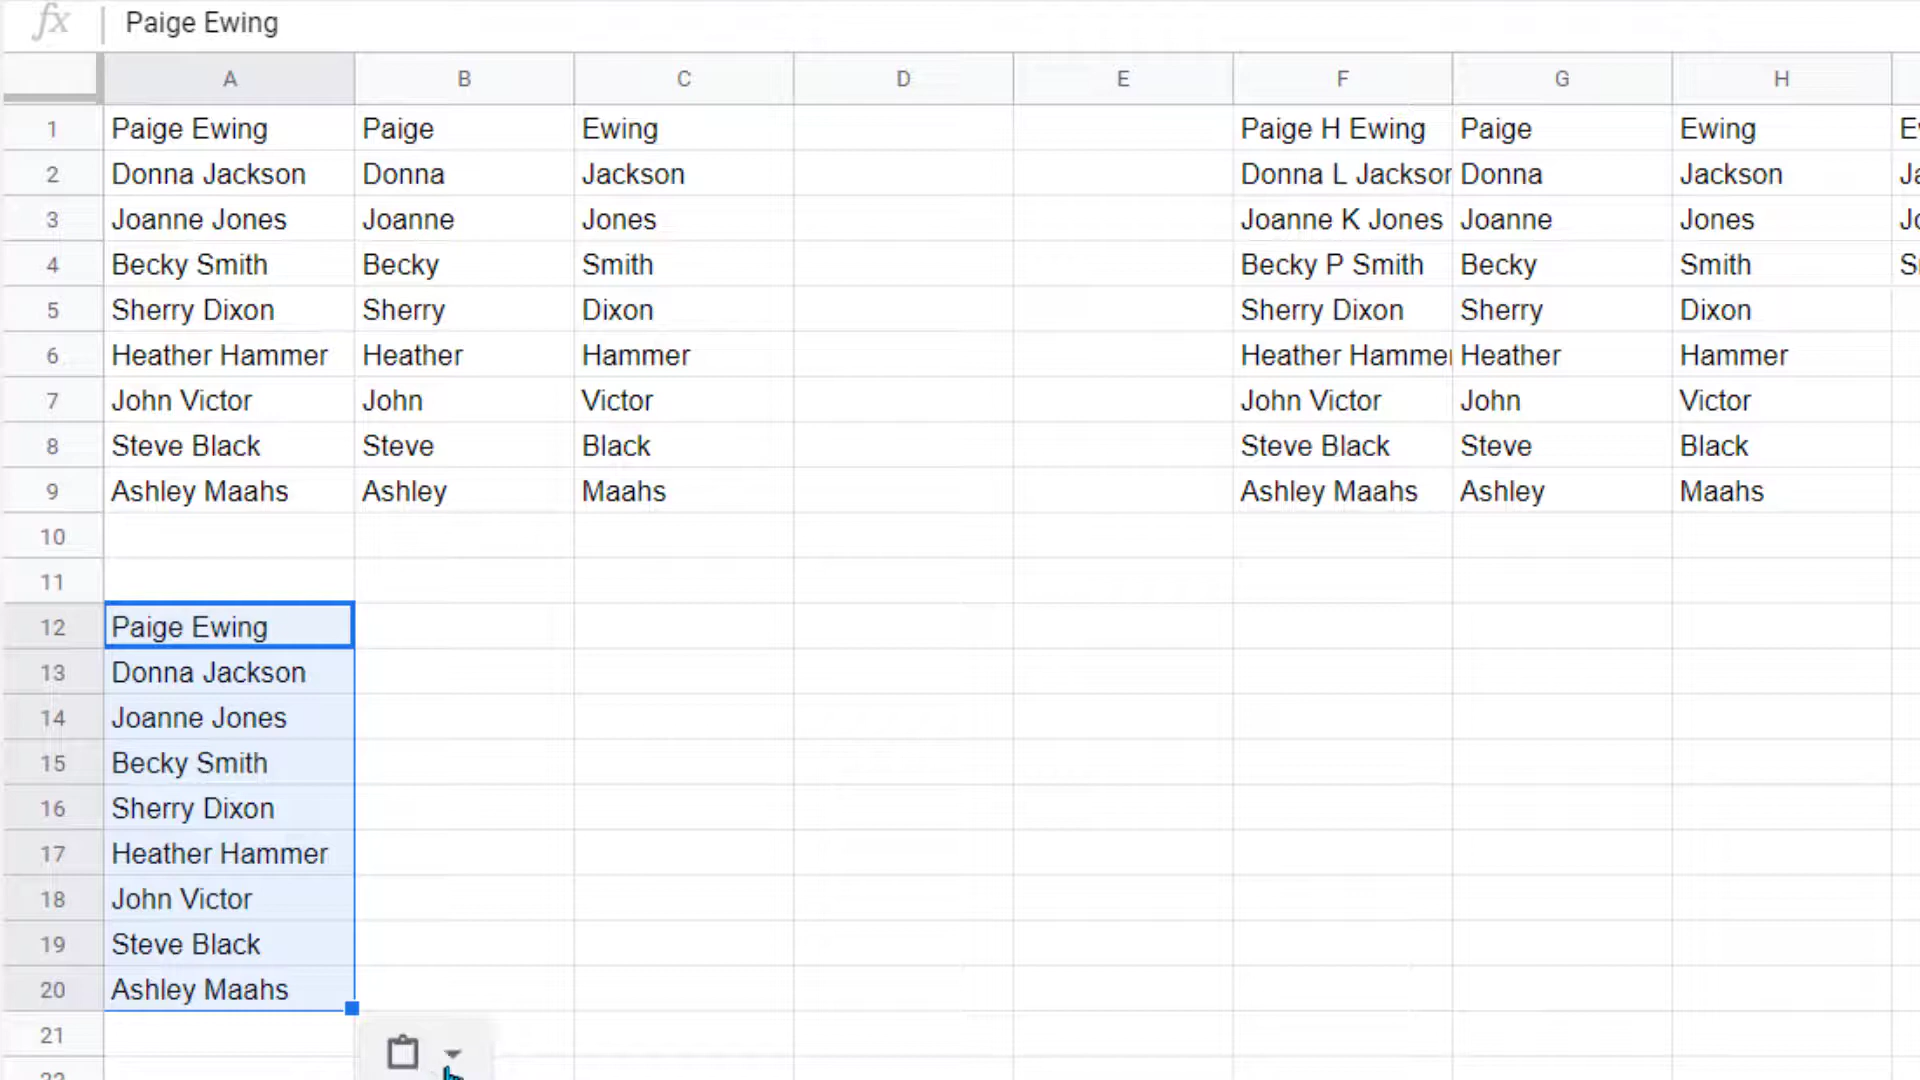 fx Paige Ewing
A B C D E F G H
1 Paige Ewing Paige Ewing Paige H Ewing Paige Ewing
2 Donna Jackson Donna Jackson Donna L Jackson Donna Jackson
3 Joanne Jones Joanne Jones Joanne K Jones Joanne Jones
4 Becky Smith Becky Smith Becky P Smith Becky Smith
5 Sherry Dixon Sherry Dixon Sherry Dixon Sherry Dixon
6 Heather Hammer Heather Hammer Heather Hammer Heather Hammer
7 John Victor John Victor John Victor John Victor
8 Steve Black Steve Black Steve Black Steve Black
9 Ashley Maahs Ashley Maahs Ashley Maahs Ashley Maahs
10
11
12 Paige Ewing
13 Donna Jackson
14 Joanne Jones
15 Becky Smith
16 Sherry Dixon
17 Heather Hammer
18 John Victor
19 Steve Black
20 Ashley Maahs
21